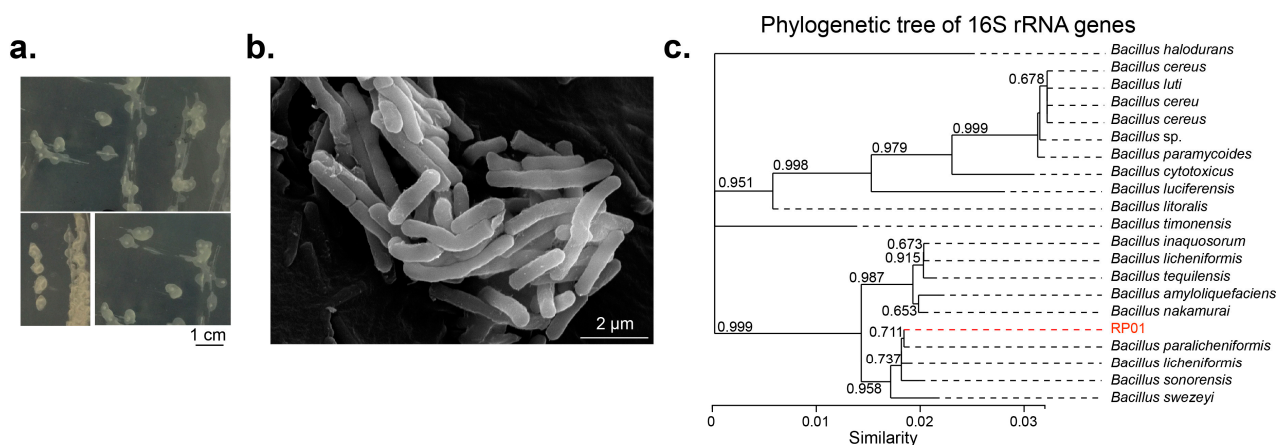 a.
b.
c.
Phylogenetic tree of 16S rRNA genes
1 cm
2 μm
Bacillus halodurans
Bacillus cereus
0.678
Bacillus luti
Bacillus cereu
Bacillus cereus
0.999
Bacillus sp.
0.979
Bacillus paramycoides
0.998
Bacillus cytotoxicus
0.951
Bacillus luciferensis
Bacillus litoralis
Bacillus timonensis
0.673
Bacillus inaquosorum
0.915
Bacillus licheniformis
0.987
Bacillus tequilensis
Bacillus amyloliquefaciens
0.653
Bacillus nakamurai
0.999
0.711
RP01
Bacillus paralicheniformis
0.737
Bacillus licheniformis
0.958
Bacillus sonorensis
Bacillus swezeyi
0
0.01
0.02
0.03
Similarity